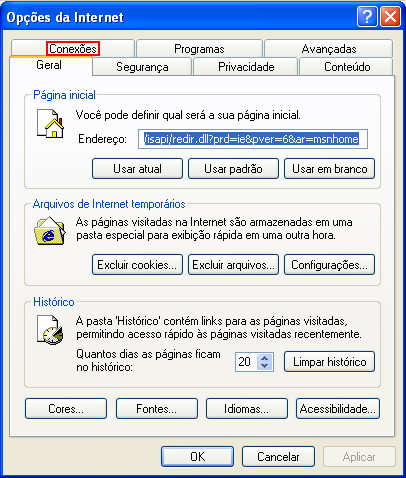 Opções da Internet
Conexões Programas Avançadas
Geral Segurança Privacidade Conteúdo
Página inicial
Você pode definir qual será a sua página inicial.
Endereço: /isapi/redir.dll?prd=ie&pver=6&ar=msnhome
Usar atual Usar padrão Usar em branco
Arquivos de Internet temporários
As páginas visitadas na Internet são armazenadas em uma
pasta especial para exibição rápida em uma outra hora.
Excluir cookies... Excluir arquivos... Configurações...
Histórico
A pasta 'Histórico' contém links para as páginas visitadas,
permitindo acesso rápido às páginas visitadas recentemente.
Quantos dias as páginas ficam
no histórico: 20 Limpar histórico
Cores... Fontes... Idiomas... Acessibilidade...
OK Cancelar Aplicar